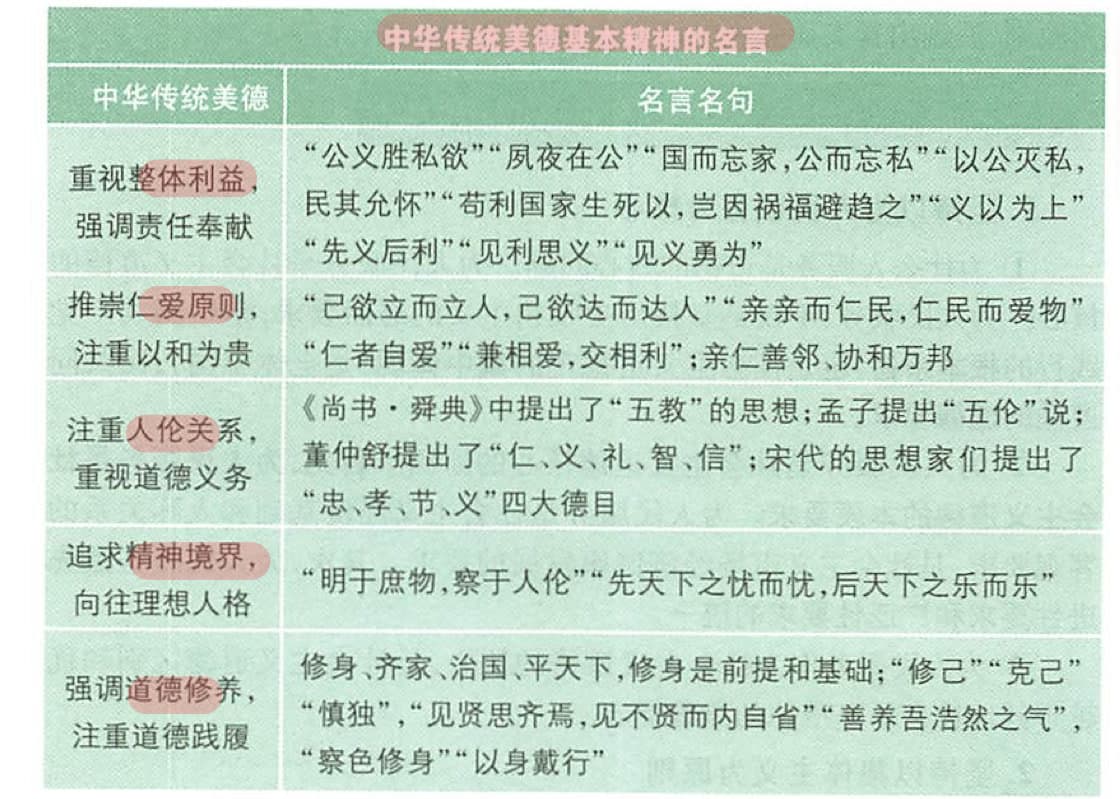 中华传统美德基本精神的名言
中华传统美德
名言名句
重视整体利益，
强调责任奉献
“公义胜私欲”“夙夜在公”“国而忘家，公而忘私”“以公灭私，
民其允怀”“苟利国家生死以，岂因祸福避趋之”“义以为上”
“先义后利”“见利思义”“见义勇为”
推崇仁爱原则，
注重以和为贵
“己欲立而立人，己欲达而达人”“亲亲而仁民，仁民而爱物”
“仁者自爱”“兼相爱，交相利”；亲仁善邻、协和万邦
注重人伦关系，
重视道德义务
《尚书·舜典》中提出了“五教”的思想；孟子提出“五伦”说；
董仲舒提出了“仁、义、礼、智、信”；宋代的思想家们提出了
“忠、孝、节、义”四大德目
追求精神境界，
向往理想人格
“明于庶物，察于人伦”“先天下之忧而忧，后天下之乐而乐”
强调道德修养，
注重道德践履
修身、齐家、治国、平天下，修身是前提和基础；“修己”“克己”
“慎独”，“见贤思齐焉，见不贤而内自省”“善养吾浩然之气”，
“察色修身”“以身戴行”